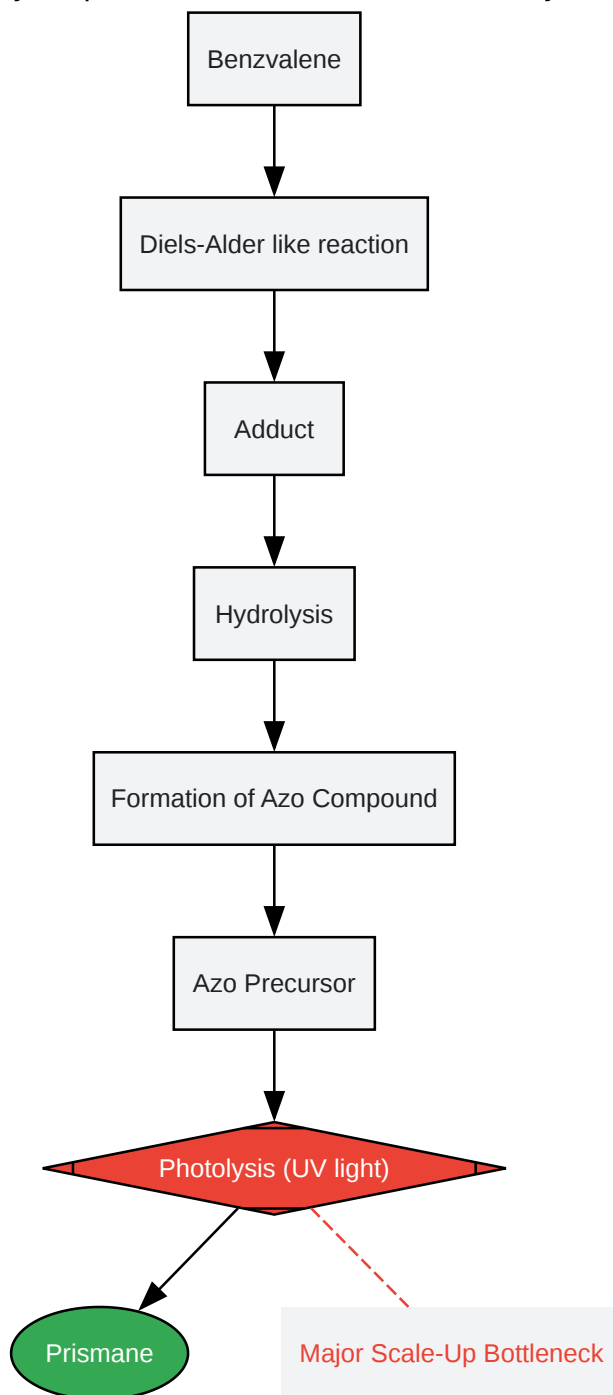 Benzvalene
Diels-Alder like reaction
Adduct
Hydrolysis
Formation of Azo Compound
Azo Precursor
Photolysis (UV light)
Prismane
Major Scale-Up Bottleneck